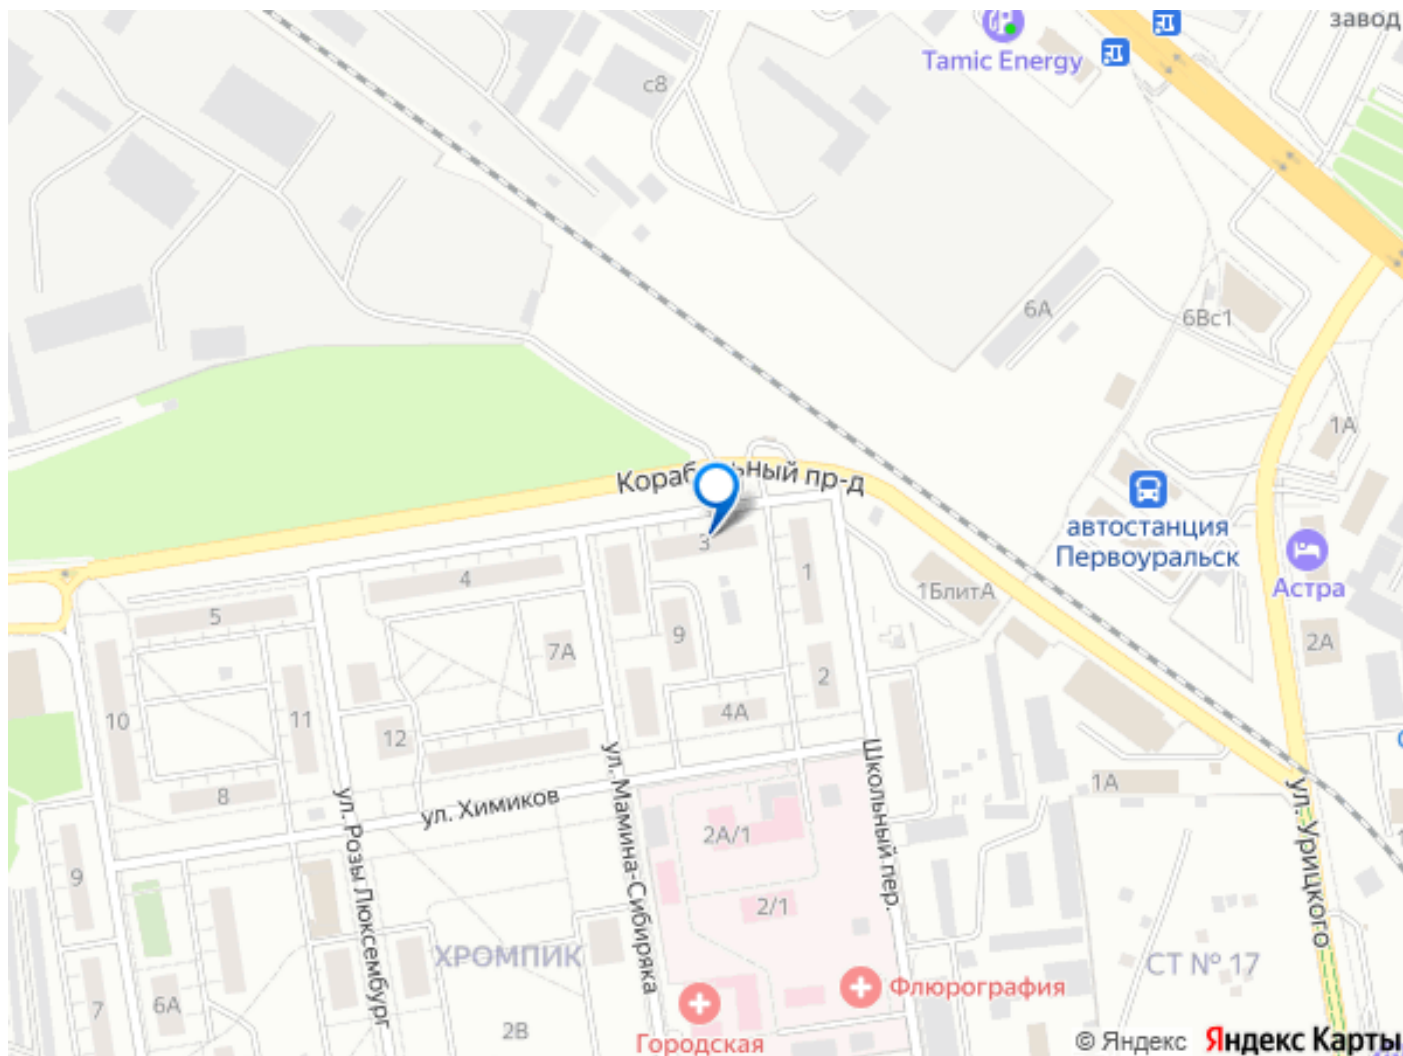 завод
Tamic Energy
с8
6А
6Вс1
1А
Корабельный пр-д
автостанция
Первоуральск
Астра
3
4
1
1БлитА
5
9
7А
2А
2
11
10
4А
12
8
1А
ул. Химиков
ул. Розы Люксембург
ул. Мамина-Сибиряка
Школьный пер.
ул. Урицкого
2А/1
9
2/1
ХРОМПИК
СТ № 17
Флюрография
7
6А
2В
Городская
© Яндекс
Яндекс Карты